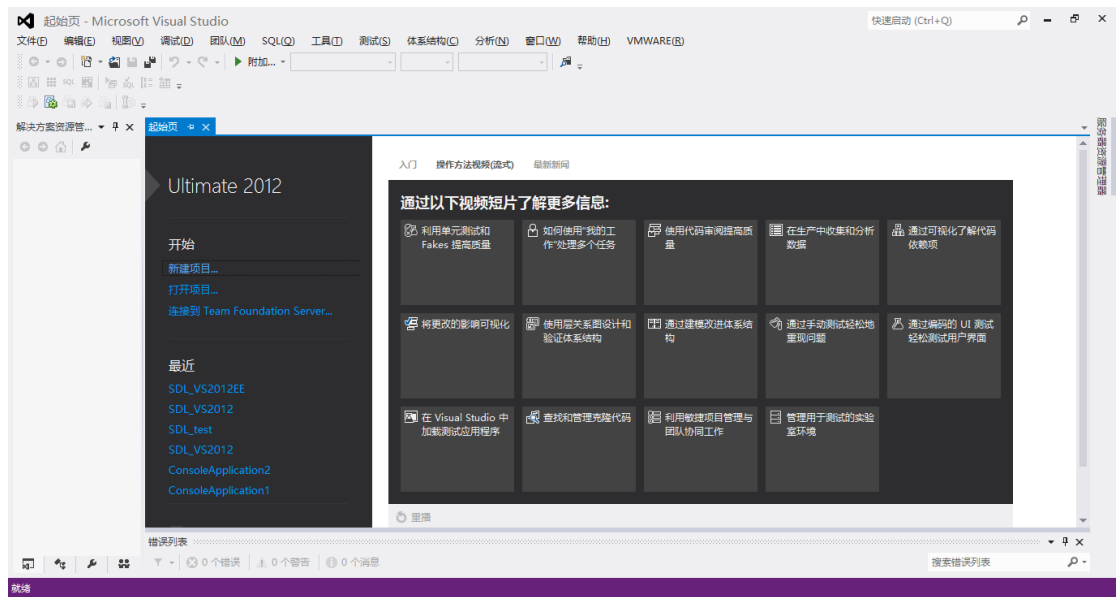 起始页 - Microsoft Visual Studio
快速启动 (Ctrl+Q)
文件(F) 编辑(E) 视图(V) 调试(D) 团队(M) SQL(Q) 工具(T) 测试(S) 体系结构(C) 分析(N) 窗口(W) 帮助(H) VMWARE(R)
附加...
解决方案资源管...
起始页
服务器资源管理器
Ultimate 2012
开始
新建项目...
打开项目...
连接到 Team Foundation Server...
最近
SDL_VS2012EE
SDL_VS2012
SDL_test
SDL_VS2012
ConsoleApplication2
ConsoleApplication1
入门 操作方法视频(流式) 最新新闻
通过以下视频短片了解更多信息:
利用单元测试和
Fakes 提高质量
如何使用"我的工
作"处理多个任务
使用代码审阅提高质
量
在生产中收集和分析
数据
通过可视化了解代码
依赖项
将更改的影响可视化
使用层关系图设计和
验证体系结构
通过建模改进体系结
构
通过手动测试轻松地
重现问题
通过编码的 UI 测试
轻松测试用户界面
在 Visual Studio 中
加载测试应用程序
查找和管理克隆代码
利用敏捷项目管理与
团队协同工作
管理用于测试的实验
室环境
重播
错误列表
0 个错误 0 个警告 0 个消息
搜索错误列表
就绪